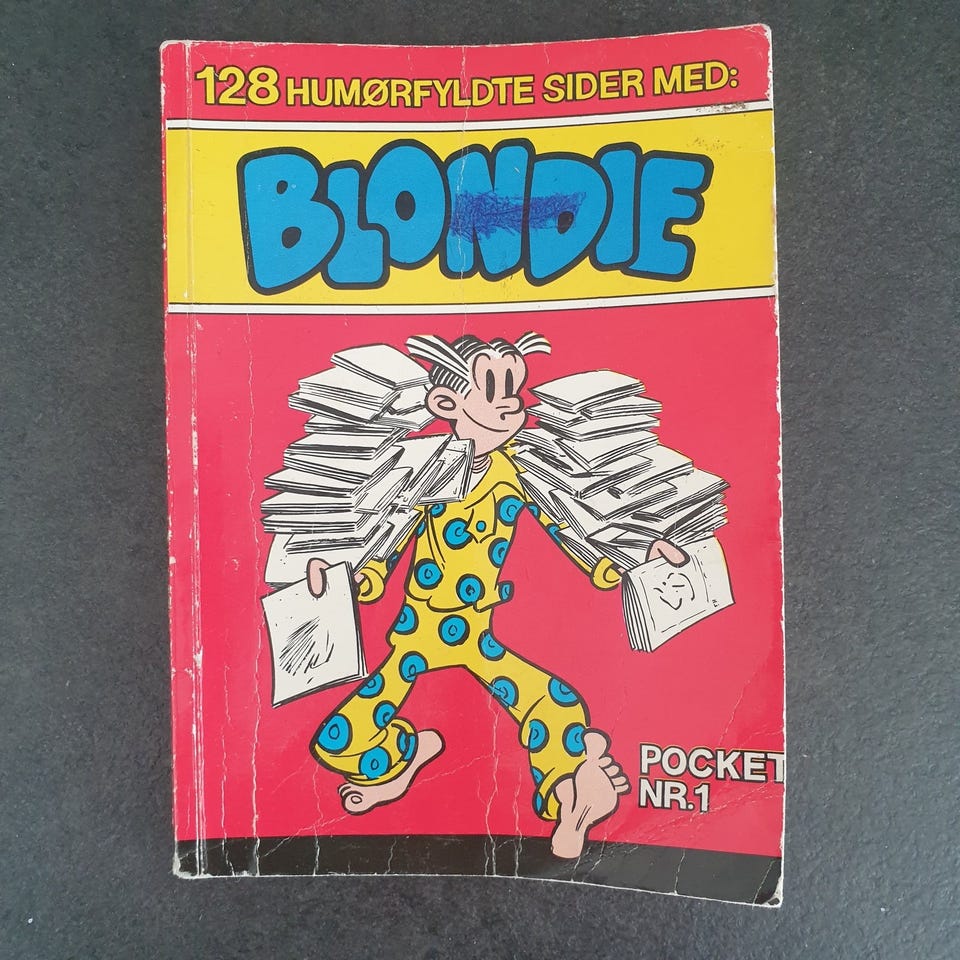 128 HUMØRFYLDTE SIDER MED:
BLONDIE
POCKET
NR.1